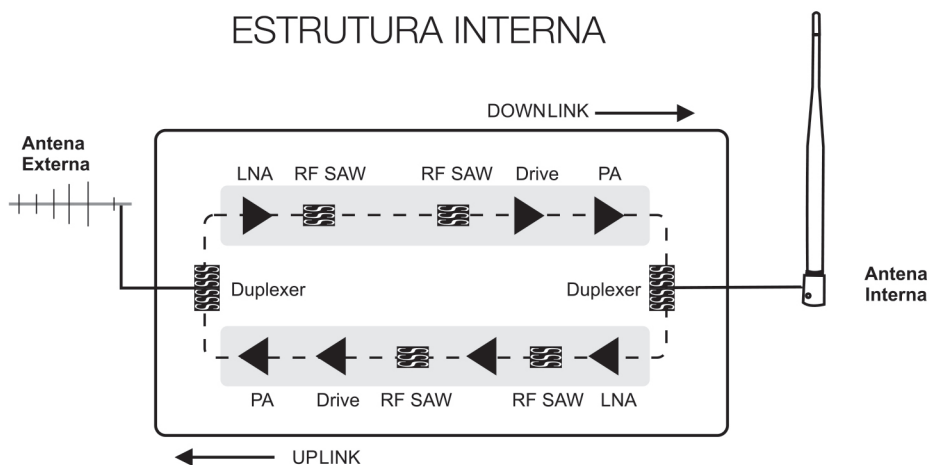 ESTRUTURA INTERNA
DOWNLINK
Antena
Externa
LNA RF SAW RF SAW Drive PA
Duplexer Duplexer
Antena
Interna
PA Drive RF SAW RF SAW LNA
UPLINK